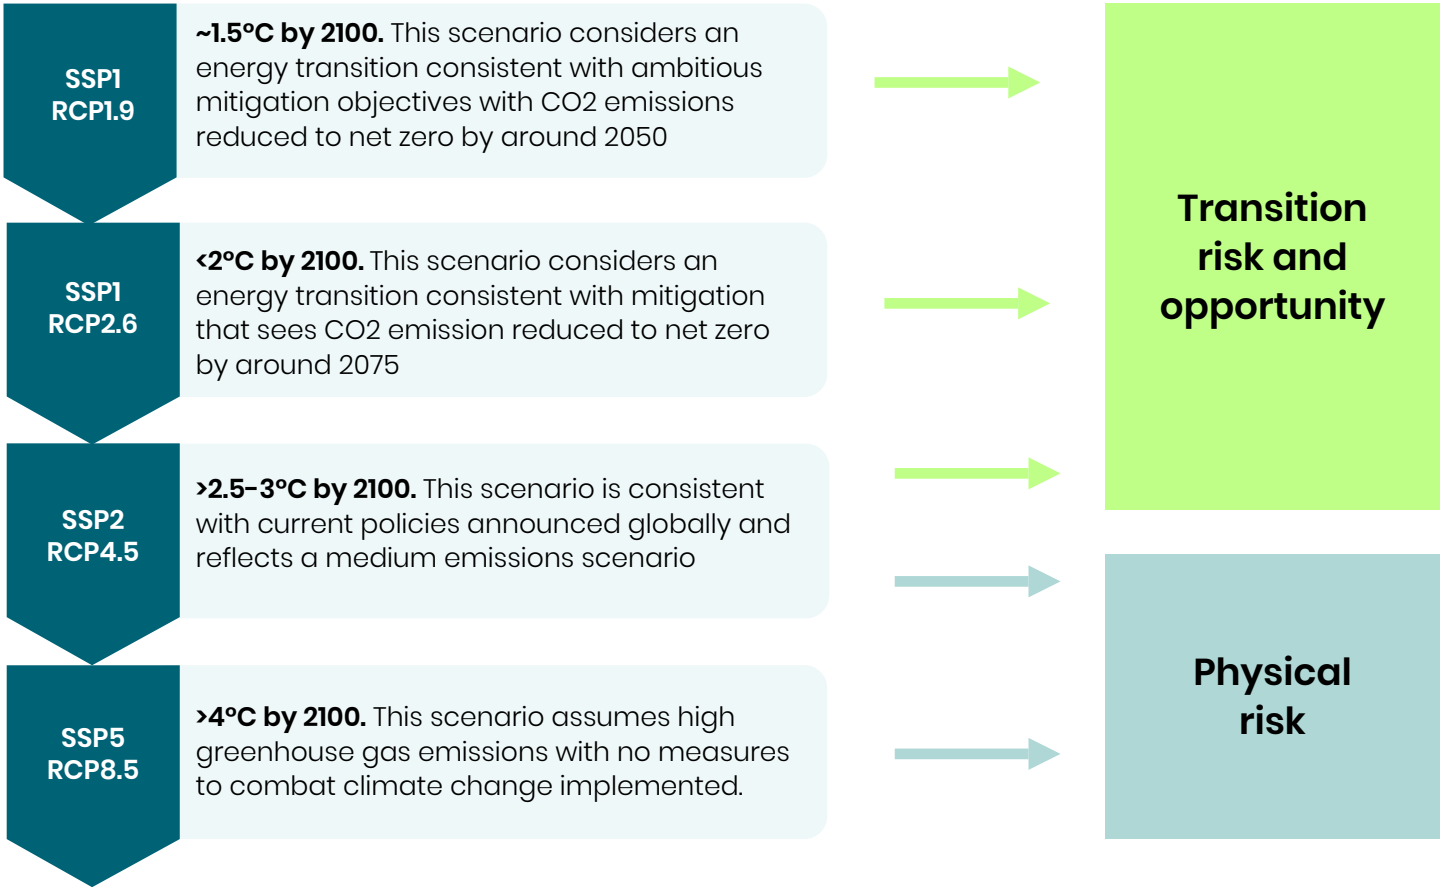 SSP1
RCP1.9
~1.5°C by 2100. This scenario considers an
energy transition consistent with ambitious
mitigation objectives with CO2 emissions
reduced to net zero by around 2050
SSP1
RCP2.6
<2°C by 2100. This scenario considers an
energy transition consistent with mitigation
that sees CO2 emission reduced to net zero
by around 2075
SSP2
RCP4.5
>2.5–3°C by 2100. This scenario is consistent
with current policies announced globally and
reflects a medium emissions scenario
SSP5
RCP8.5
>4°C by 2100. This scenario assumes high
greenhouse gas emissions with no measures
to combat climate change implemented.
Transition
risk and
opportunity
Physical
risk